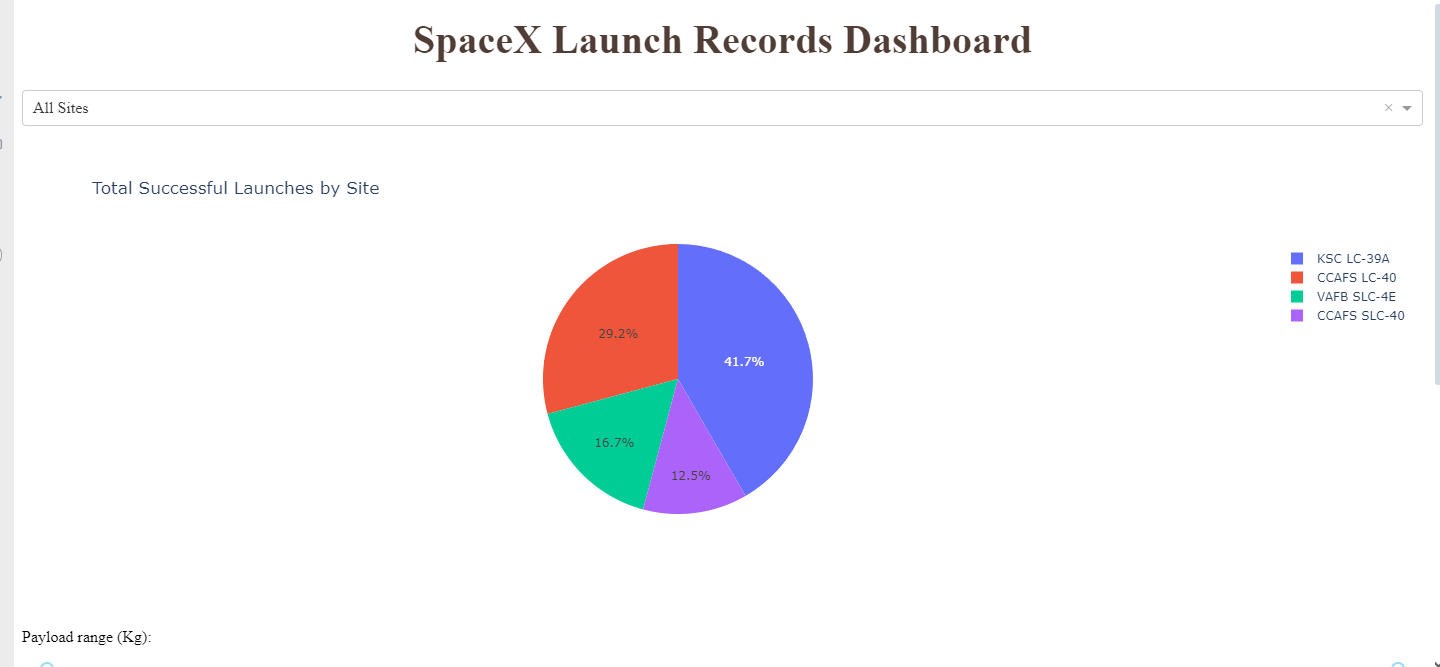 SpaceX Launch Records Dashboard
All Sites
Total Successful Launches by Site
KSC LC-39A
CCAFS LC-40
VAFB SLC-4E
CCAFS SLC-40
29.2%
41.7%
16.7%
12.5%
Payload range (Kg):